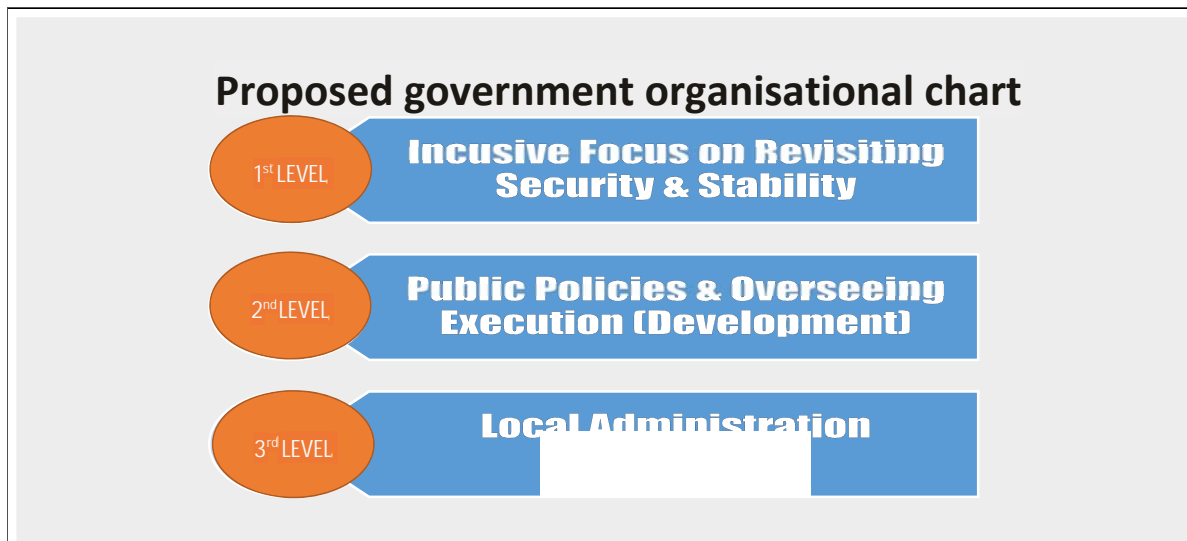 Proposed government organisational chart
1st LEVEL
Incusive Focus on Revisiting
Security & Stability
2nd LEVEL
Public Policies & Overseeing
Execution (Development)
3rd LEVEL
Local Administration